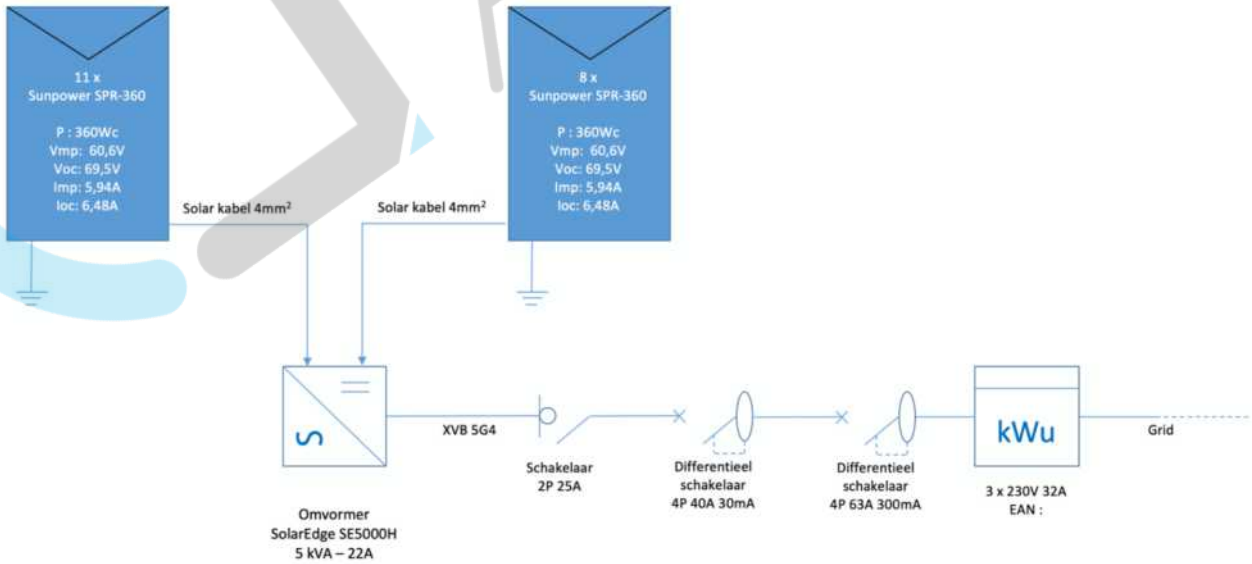 11 x
Sunpower SPR-360
P : 360Wc
Vmp: 60,6V
Voc: 69,5V
Imp: 5,94A
Ioc: 6,48A
8 x
Sunpower SPR-360
P : 360Wc
Vmp: 60,6V
Voc: 69,5V
Imp: 5,94A
Ioc: 6,48A
Solar kabel 4mm²
Solar kabel 4mm²
XVB 5G4
Omvormer
SolarEdge SE5000H
5 kVA – 22A
Schakelaar
2P 25A
Differentieel
schakelaar
4P 40A 30mA
Differentieel
schakelaar
4P 63A 300mA
kWu
3 x 230V 32A
EAN :
Grid